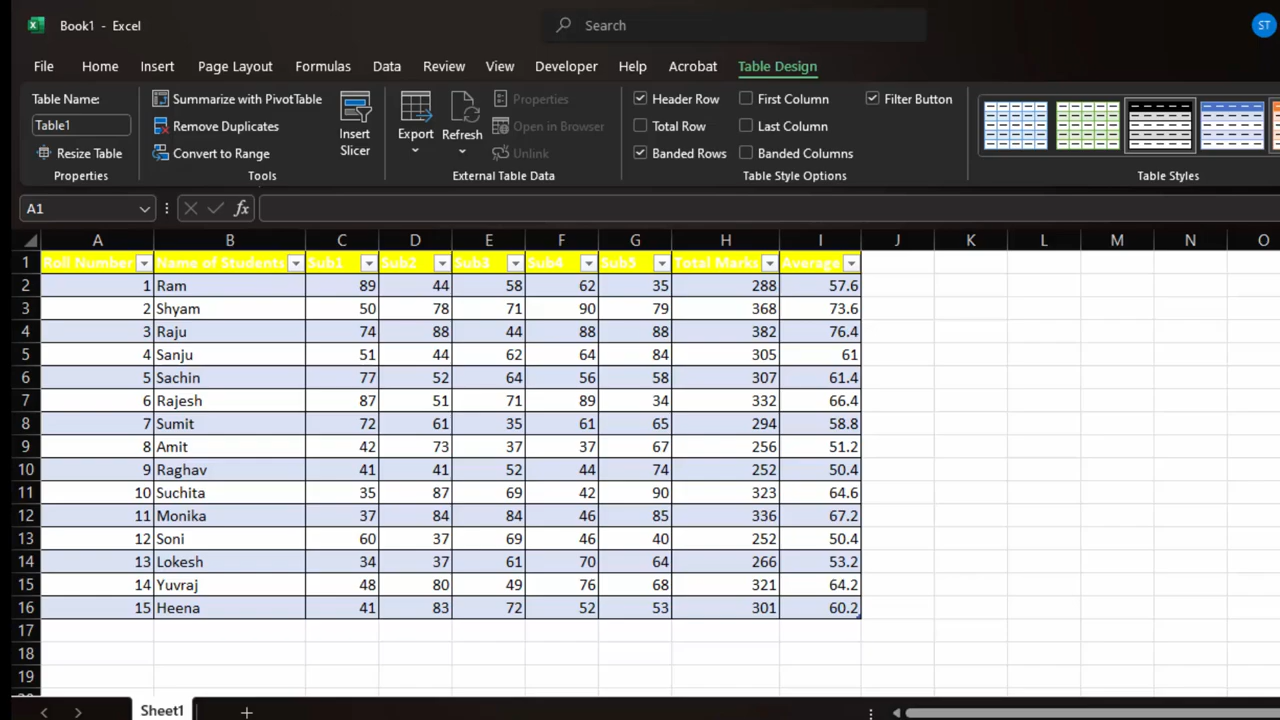 Book1 - Excel
Search
ST
File Home Insert Page Layout Formulas Data Review View Developer Help Acrobat Table Design
Table Name:
Table1
Resize Table
Properties
Summarize with PivotTable
Remove Duplicates
Convert to Range
Tools
Insert
Slicer
Export
Refresh
Properties
Open in Browser
Unlink
External Table Data
Header Row
Total Row
Banded Rows
First Column
Last Column
Banded Columns
Filter Button
Table Style Options
Table Styles
A1
fx
A B C D E F G H I J K L M N O
1 Roll Number Name of Students Sub1 Sub2 Sub3 Sub4 Sub5 Total Marks Average
2 1 Ram 89 44 58 62 35 288 57.6
3 2 Shyam 50 78 71 90 79 368 73.6
4 3 Raju 74 88 44 88 88 382 76.4
5 4 Sanju 51 44 62 64 84 305 61
6 5 Sachin 77 52 64 56 58 307 61.4
7 6 Rajesh 87 51 71 89 34 332 66.4
8 7 Sumit 72 61 35 61 65 294 58.8
9 8 Amit 42 73 37 37 67 256 51.2
10 9 Raghav 41 41 52 44 74 252 50.4
11 10 Suchita 35 87 69 42 90 323 64.6
12 11 Monika 37 84 84 46 85 336 67.2
13 12 Soni 60 37 69 46 40 252 50.4
14 13 Lokesh 34 37 61 70 64 266 53.2
15 14 Yuvraj 48 80 49 76 68 321 64.2
16 15 Heena 41 83 72 52 53 301 60.2
17
18
19
Sheet1